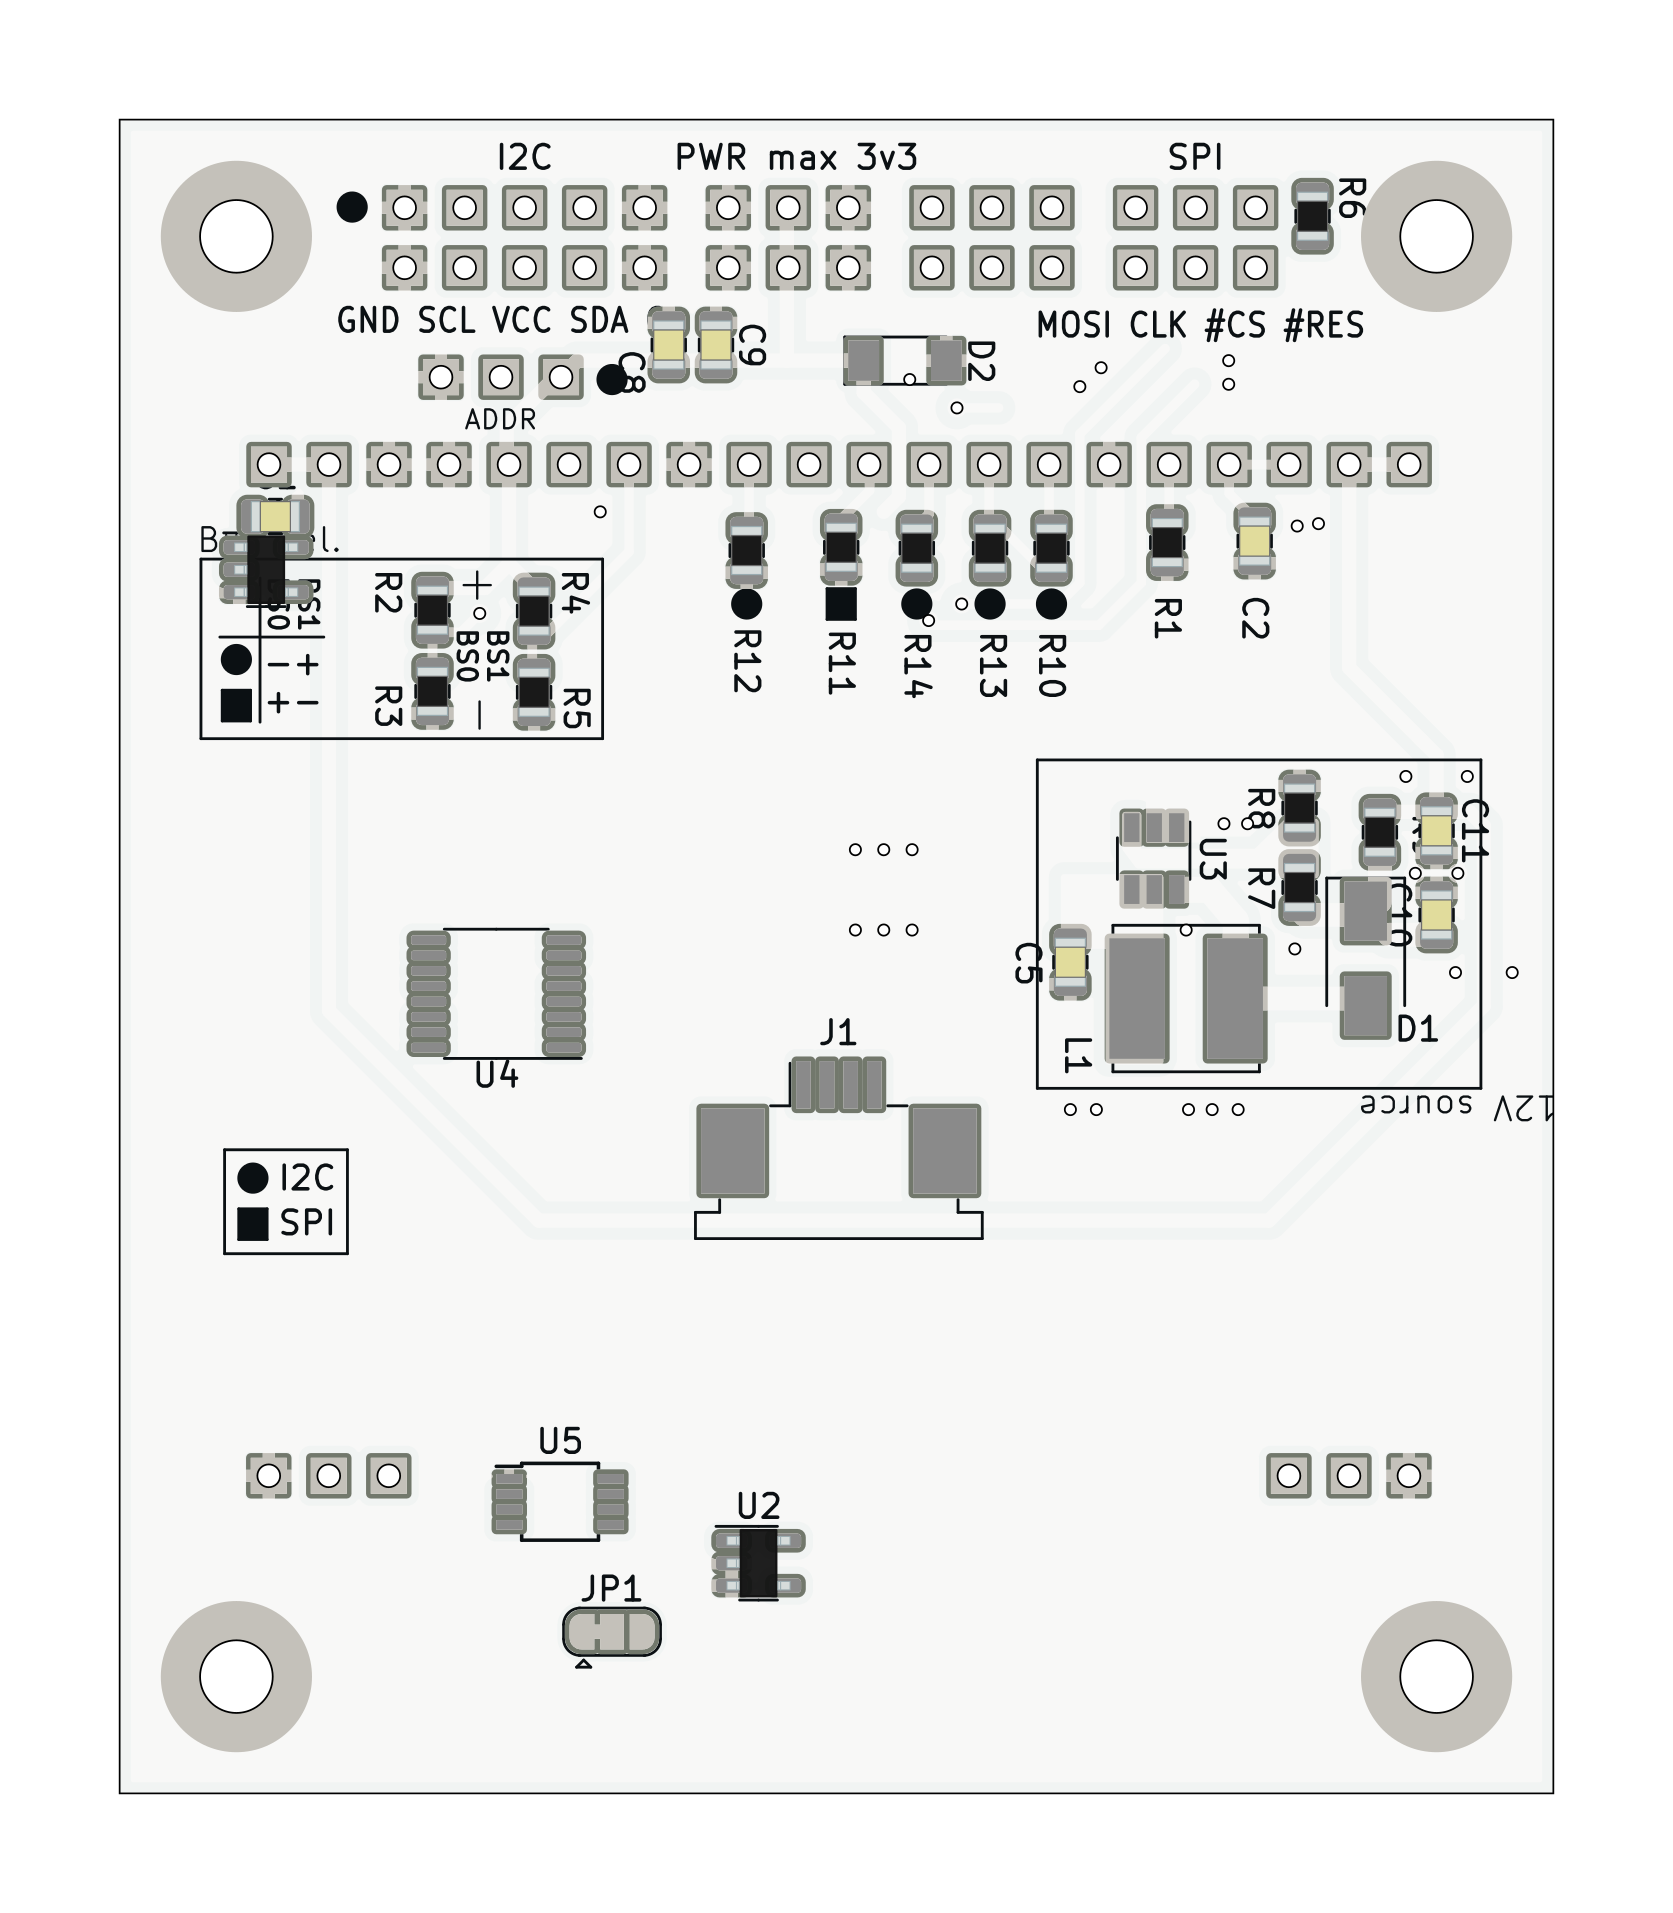 I2C PWR max 3v3 SPI
R6
GND SCL VCC SDA
MOSI CLK #CS #RES
C8
C9
D2
ADDR
R2
R4
BS1
BS0
BS1
BS0
-+
+-
+
-
R3
R5
R12
R11
R14
R13
R10
R1
C2
R8
R7
U3
C11
C10
C5
L1
D1
12V source
U4
J1
I2C
SPI
U5
U2
JP1